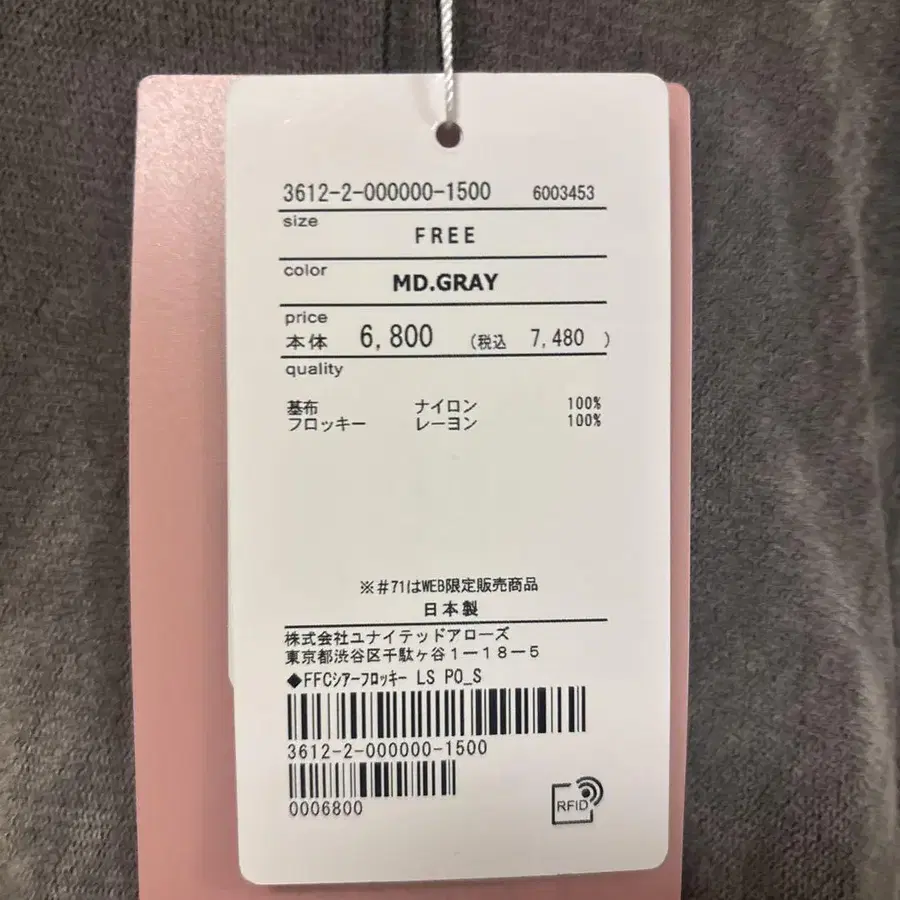 3612-2-000000-1500 6003453
size
FREE
color
MD.GRAY
price
本体 6,800 (税込 7,480 )
quality
基布 ナイロン 100%
フロッキー レーヨン 100%
※#71はWEB限定販売商品
日本製
株式会社ユナイテッドアローズ
東京都渋谷区千駄ヶ谷1ー18ー5
◆FFCシアーフロッキー LS PO_S
3612-2-000000-1500
0006800
RFID